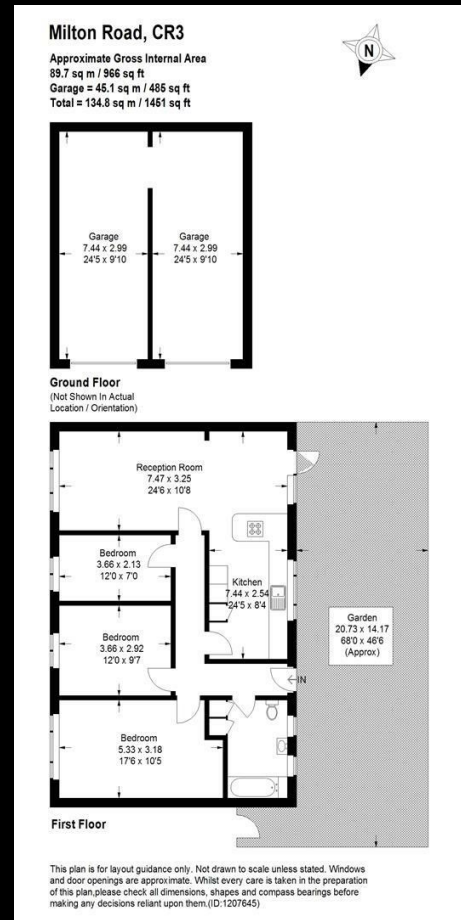 Milton Road, CR3
N
Approximate Gross Internal Area
89.7 sq m / 966 sq ft
Garage = 45.1 sq m / 485 sq ft
Total = 134.8 sq m / 1451 sq ft
Garage
7.44 x 2.99
24'5 x 9'10
Garage
7.44 x 2.99
24'5 x 9'10
Ground Floor
(Not Shown In Actual
Location / Orientation)
Reception Room
7.47 x 3.25
24'6 x 10'8
Bedroom
3.66 x 2.13
12'0 x 7'0
Kitchen
7.44 x 2.54
24'5 x 8'4
Bedroom
3.66 x 2.92
12'0 x 9'7
Garden
20.73 x 14.17
68'0 x 46'6
(Approx)
IN
Bedroom
5.33 x 3.18
17'6 x 10'5
First Floor
This plan is for layout guidance only. Not drawn to scale unless stated. Windows
and door openings are approximate. Whilst every care is taken in the preparation
of this plan,please check all dimensions, shapes and compass bearings before
making any decisions reliant upon them.(ID:1207645)